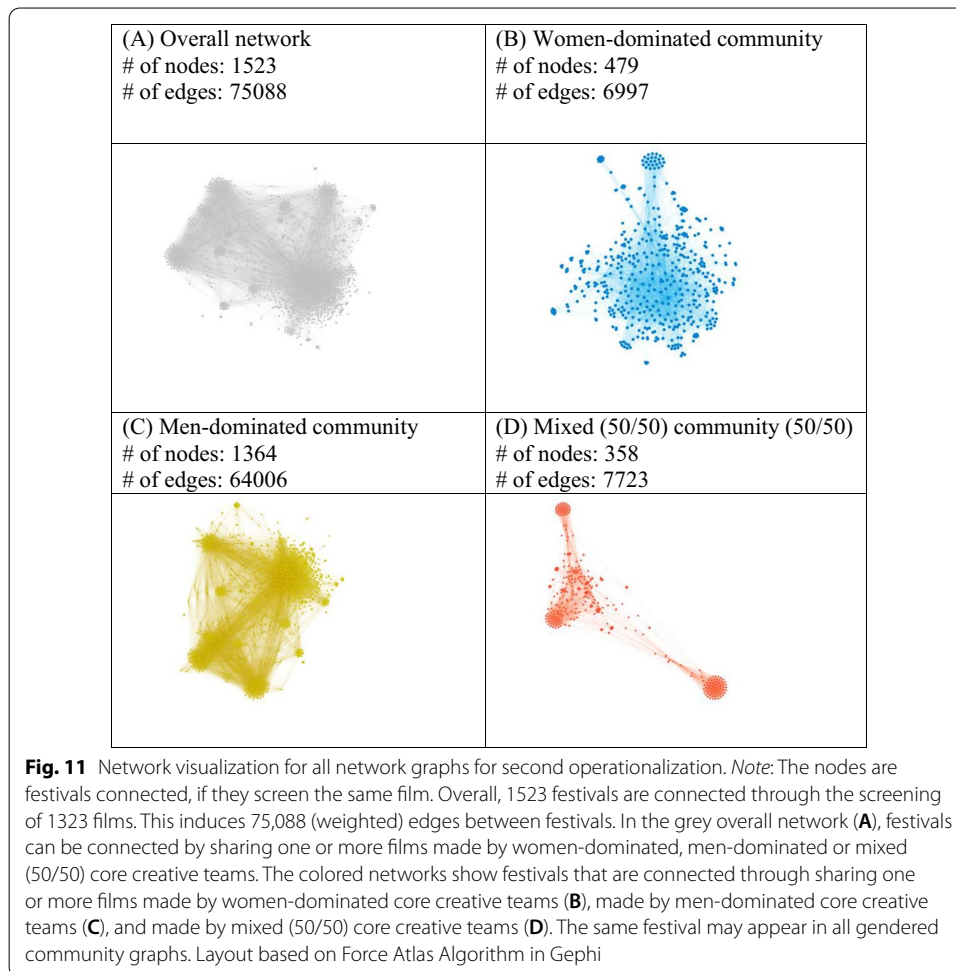 (A) Overall network
# of nodes: 1523
# of edges: 75088
(B) Women-dominated community
# of nodes: 479
# of edges: 6997
(C) Men-dominated community
# of nodes: 1364
# of edges: 64006
(D) Mixed (50/50) community (50/50)
# of nodes: 358
# of edges: 7723
Fig. 11 Network visualization for all network graphs for second operationalization. Note: The nodes are
festivals connected, if they screen the same film. Overall, 1523 festivals are connected through the screening
of 1323 films. This induces 75,088 (weighted) edges between festivals. In the grey overall network (A), festivals
can be connected by sharing one or more films made by women-dominated, men-dominated or mixed
(50/50) core creative teams. The colored networks show festivals that are connected through sharing one
or more films made by women-dominated core creative teams (B), made by men-dominated core creative
teams (C), and made by mixed (50/50) core creative teams (D). The same festival may appear in all gendered
community graphs. Layout based on Force Atlas Algorithm in Gephi